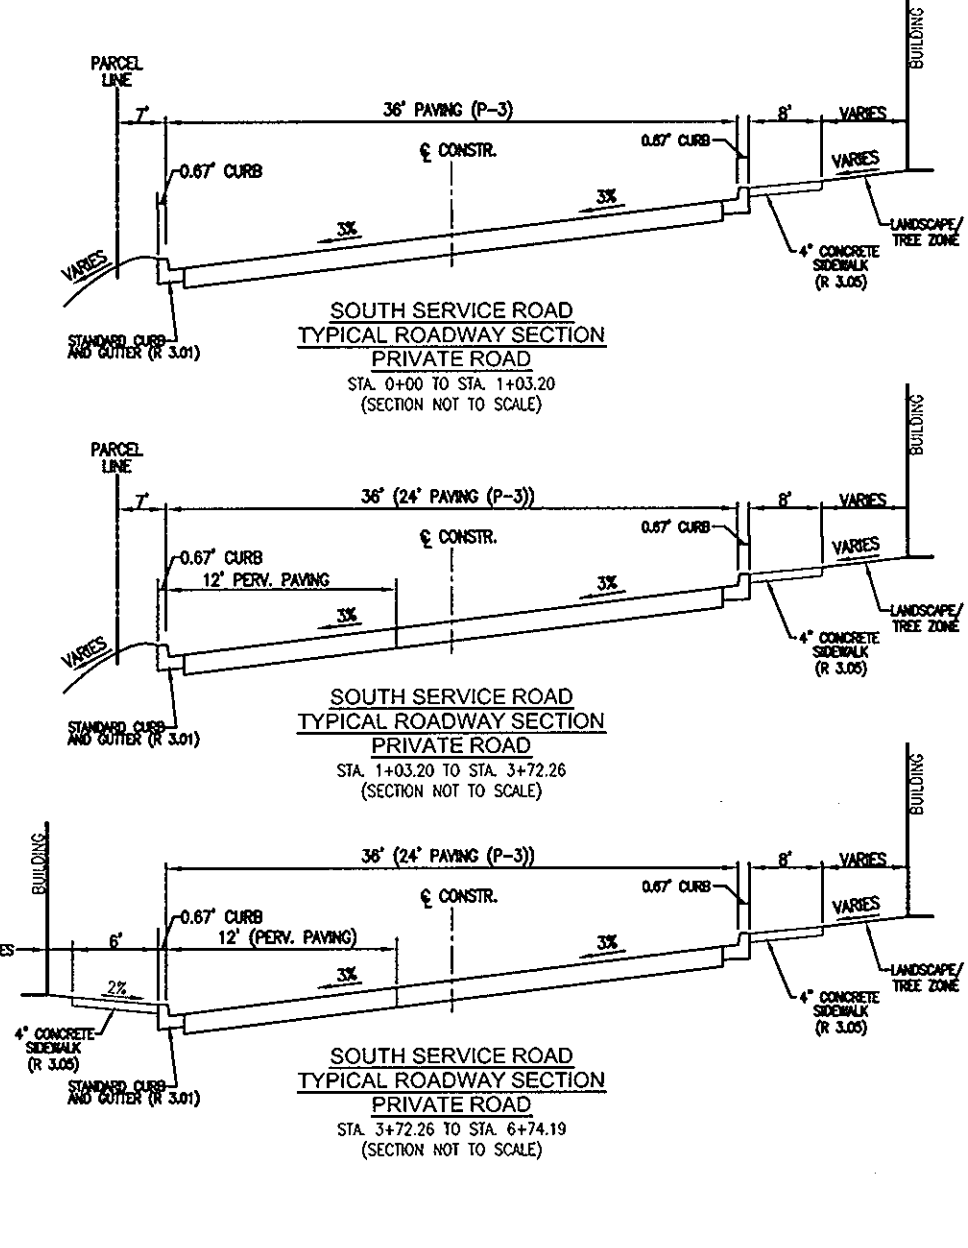 BUILDING
PARCEL
LINE
7'
36' PAVING (P-3)
8'
VARIES
0.67' CURB
℄ CONSTR.
0.67' CURB
VARIES
3%
3%
VARIES
LANDSCAPE/
TREE ZONE
4" CONCRETE
SIDEWALK
(R 3.05)
STANDARD CURB
AND GUTTER (R 3.01)
SOUTH SERVICE ROAD
TYPICAL ROADWAY SECTION
PRIVATE ROAD
STA. 0+00 TO STA. 1+03.20
(SECTION NOT TO SCALE)
BUILDING
PARCEL
LINE
7'
36' (24' PAVING (P-3))
8'
VARIES
0.67' CURB
℄ CONSTR.
0.67' CURB
12' PERV. PAVING
VARIES
3%
3%
VARIES
LANDSCAPE/
TREE ZONE
4" CONCRETE
SIDEWALK
(R 3.05)
STANDARD CURB
AND GUTTER (R 3.01)
SOUTH SERVICE ROAD
TYPICAL ROADWAY SECTION
PRIVATE ROAD
STA. 1+03.20 TO STA. 3+72.26
(SECTION NOT TO SCALE)
BUILDING
BUILDING
36' (24' PAVING (P-3))
8'
VARIES
0.67' CURB
℄ CONSTR.
0.67' CURB
ES
6'
12' (PERV. PAVING)
VARIES
2%
3%
3%
LANDSCAPE/
TREE ZONE
4" CONCRETE
SIDEWALK
(R 3.05)
4" CONCRETE
SIDEWALK
(R 3.05)
STANDARD CURB
AND GUTTER (R 3.01)
SOUTH SERVICE ROAD
TYPICAL ROADWAY SECTION
PRIVATE ROAD
STA. 3+72.26 TO STA. 6+74.19
(SECTION NOT TO SCALE)